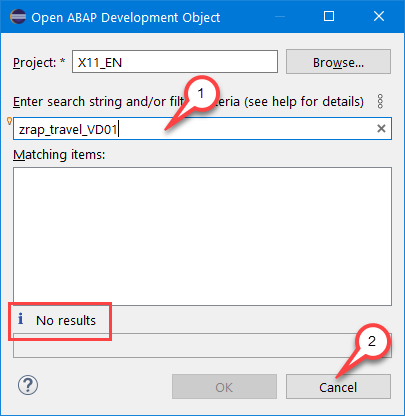 Open ABAP Development Object
Project: * X11_EN Browse...
Enter search string and/or filt eria (see help for details)
1
zrap_travel_VD01
Matching items:
No results
2
OK Cancel